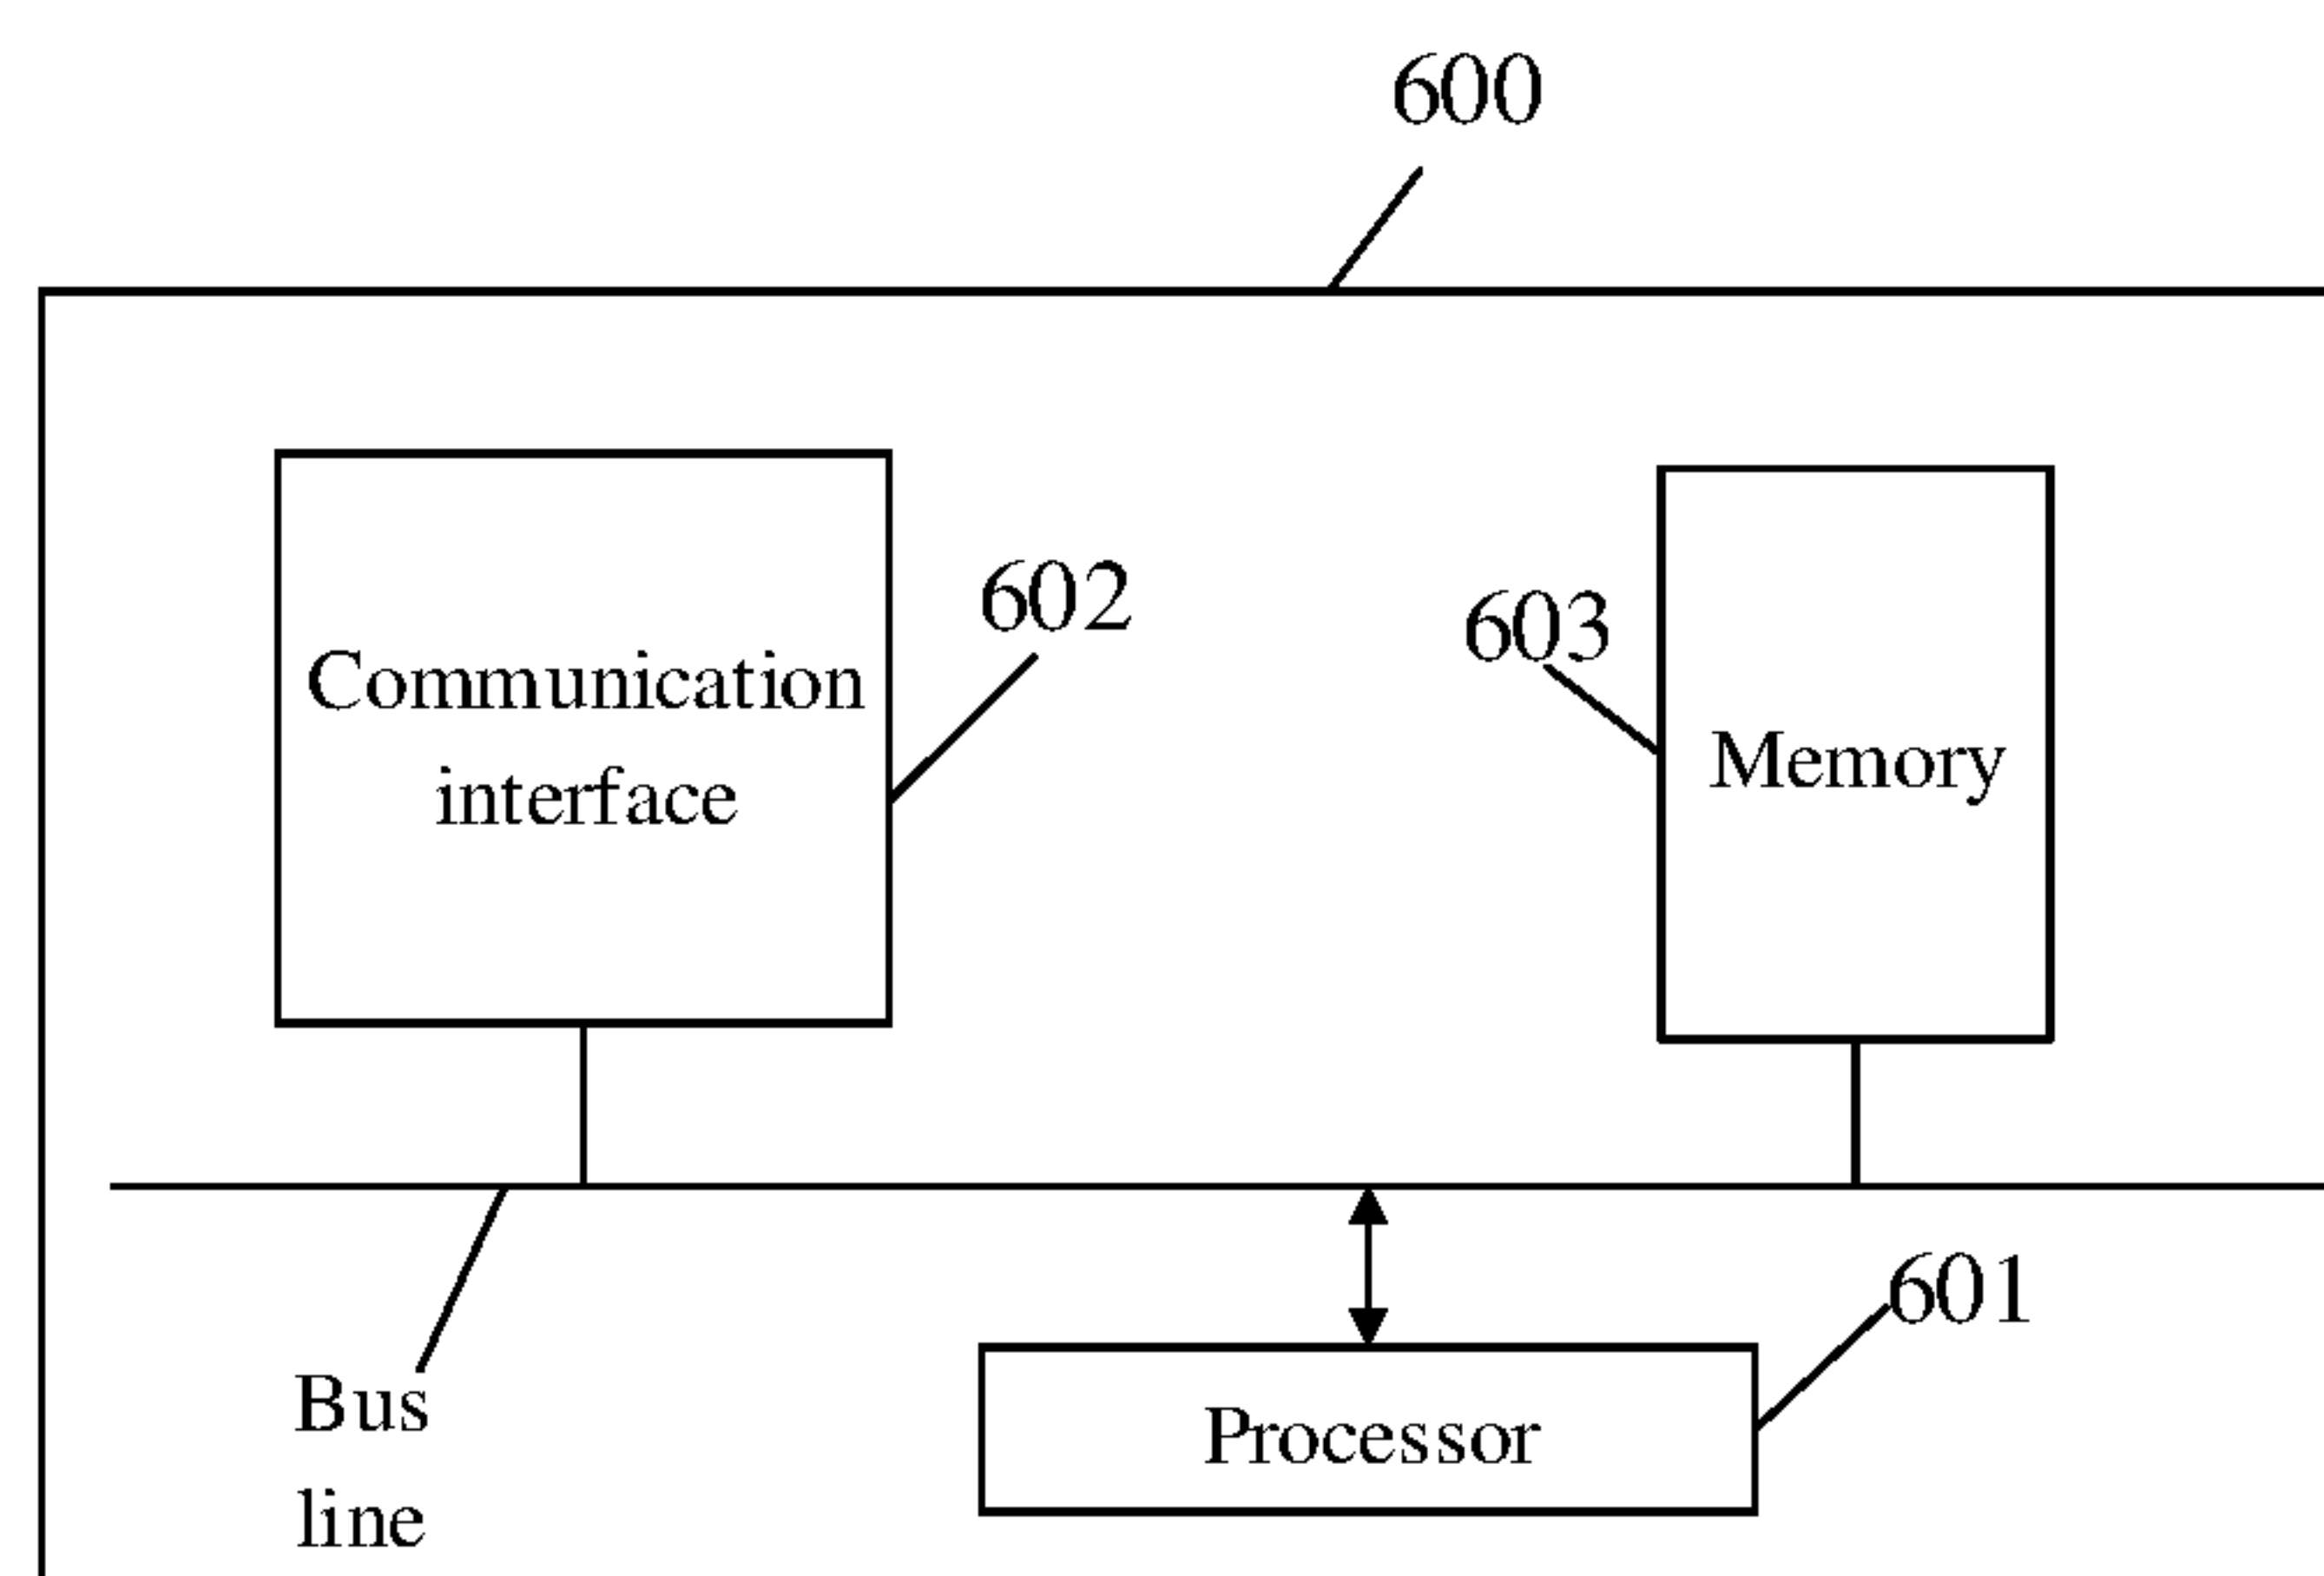 600
Communication
interface
602
603
Memory
601
Bus
line
Processor